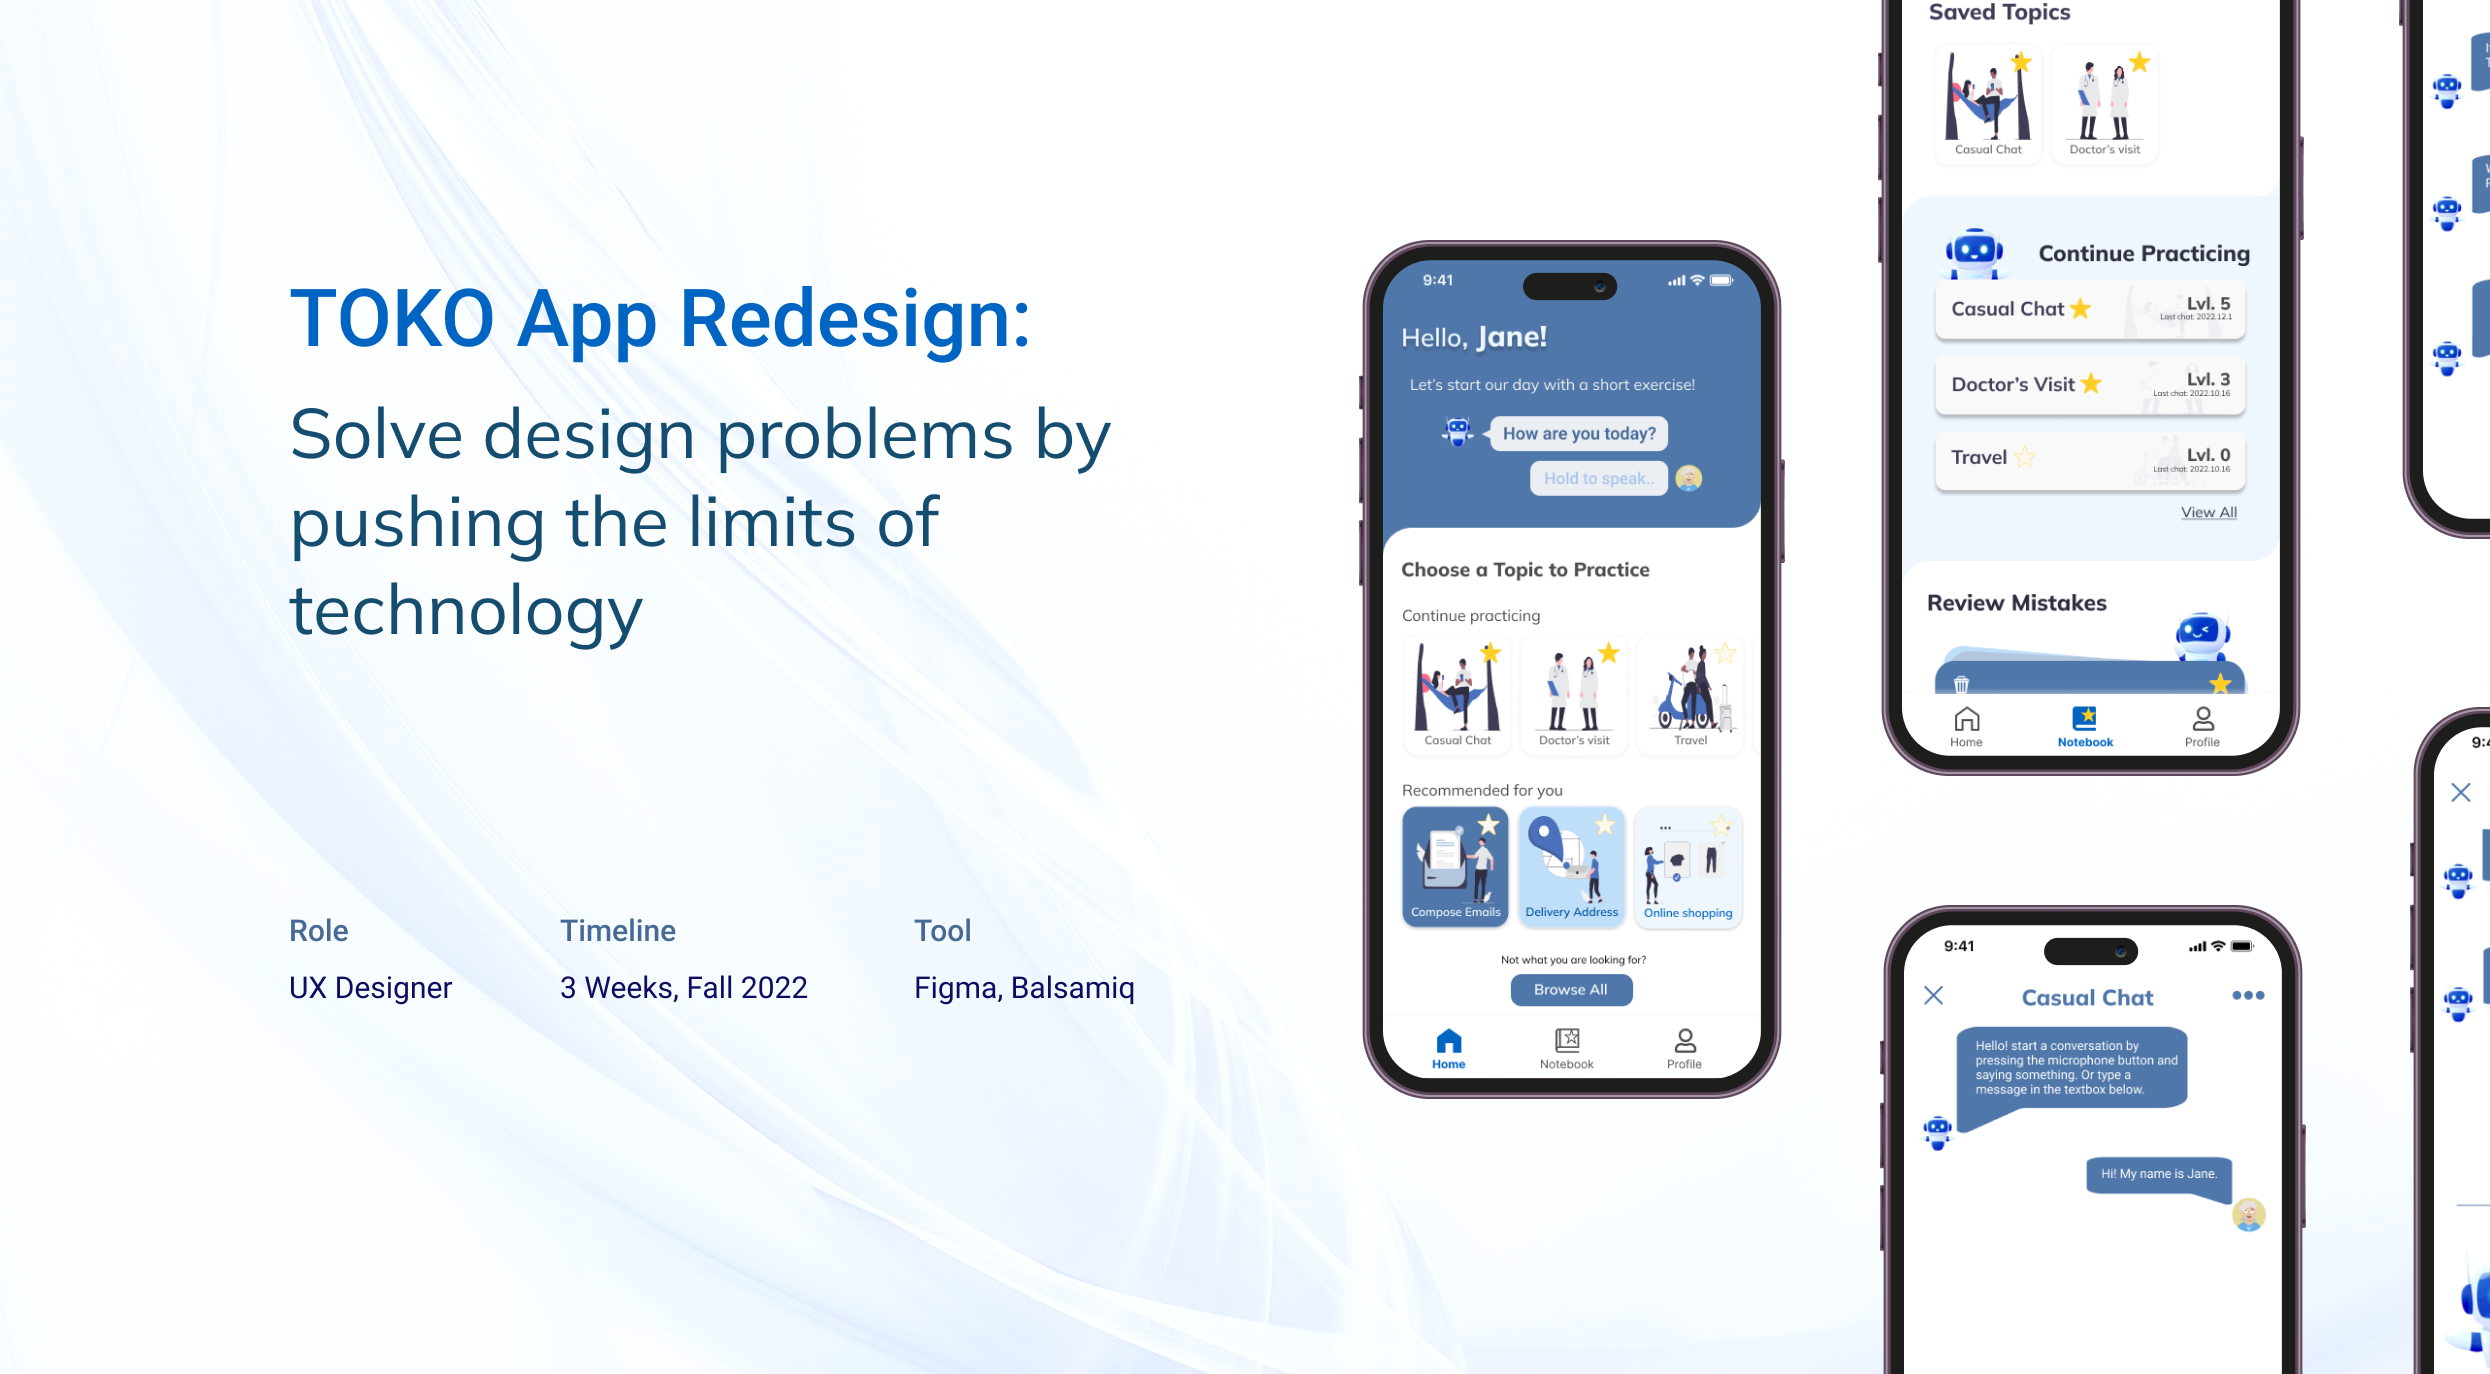 TOKO App Redesign:
Solve design problems by
pushing the limits of
technology
Role
UX Designer
Timeline
3 Weeks, Fall 2022
Tool
Figma, Balsamiq
9:41
Hello, Jane!
Let's start our day with a short exercise!
How are you today?
Hold to speak..
Choose a Topic to Practice
Continue practicing
Casual Chat
Doctor's visit
Travel
Recommended for you
Compose Emails
Delivery Address
Online shopping
Not what you are looking for?
Browse All
Home
Notebook
Profile
Saved Topics
Casual Chat
Doctor's visit
Continue Practicing
Casual Chat
Lvl. 5
Last chat: 2022.12.1
Doctor's Visit
Lvl. 3
Last chat: 2022.10.16
Travel
Lvl. 0
Last chat: 2022.10.16
View All
Review Mistakes
Home
Notebook
Profile
9:41
Casual Chat
Hello! start a conversation by
pressing the microphone button and
saying something. Or type a
message in the textbox below.
Hi! My name is Jane.